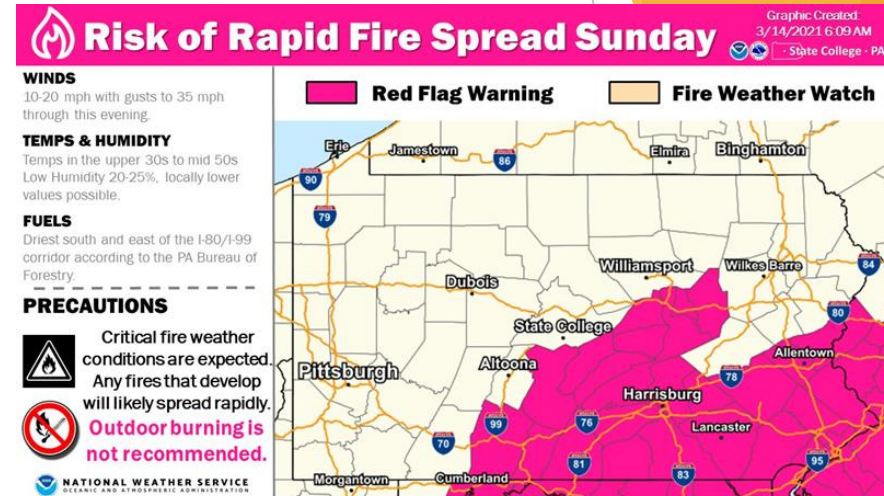 Risk of Rapid Fire Spread Sunday
Graphic Created:
3/14/2021 6:09 AM
State College - PA
WINDS
10-20 mph with gusts to 35 mph
through this evening.
TEMPS & HUMIDITY
Temps in the upper 30s to mid 50s
Low Humidity 20-25%, locally lower
values possible.
FUELS
Driest south and east of the I-80/I-99
corridor according to the PA Bureau of
Forestry.
PRECAUTIONS
Critical fire weather
conditions are expected.
Any fires that develop
will likely spread rapidly.
Outdoor burning is
not recommended.
NATIONAL WEATHER SERVICE
OCEANIC AND ATMOSPHERIC ADMINISTRATION
Red Flag Warning
Fire Weather Watch
Erie
Jamestown
86
Elmira
Binghamton
90
79
Dubois
Williamsport
Wilkes Barre
84
80
State College
Pittsburgh
Altoona
Allentown
78
Harrisburg
99
76
Lancaster
70
81
83
95
Morgantown
Cumberland